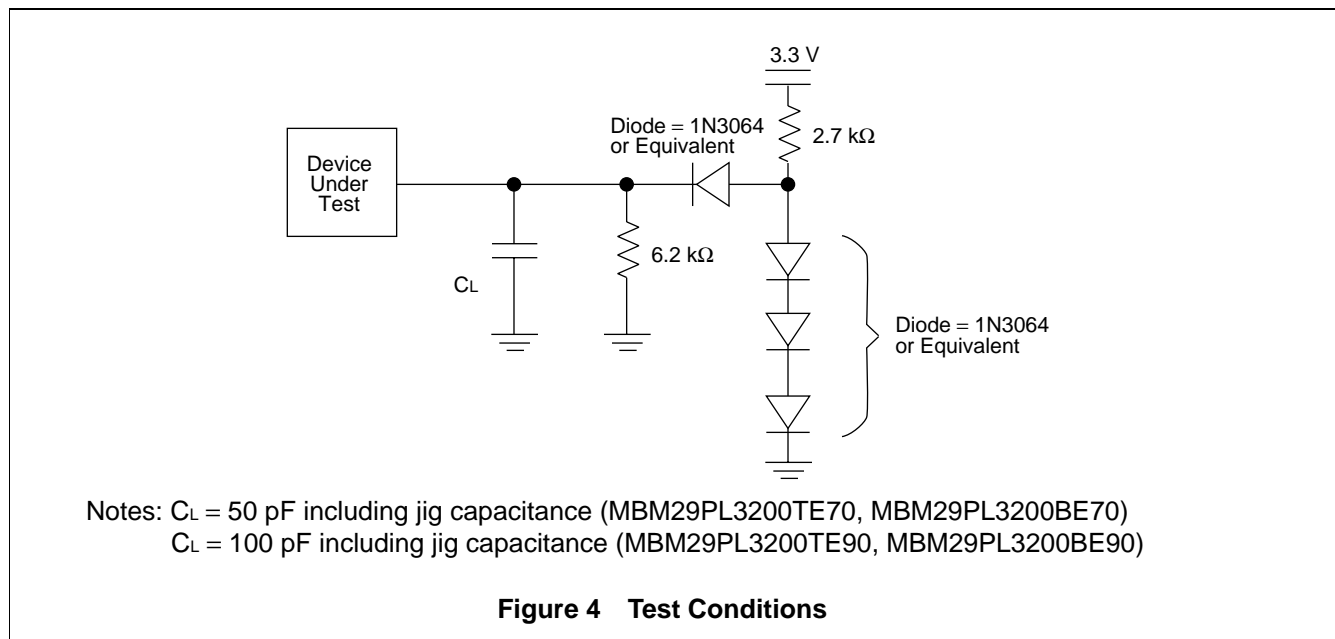 3.3 V
Diode = 1N3064
or Equivalent
2.7 kΩ
Device
Under
Test
6.2 kΩ
CL
Diode = 1N3064
or Equivalent
Notes: CL = 50 pF including jig capacitance (MBM29PL3200TE70, MBM29PL3200BE70)
CL = 100 pF including jig capacitance (MBM29PL3200TE90, MBM29PL3200BE90)
Figure 4 Test Conditions